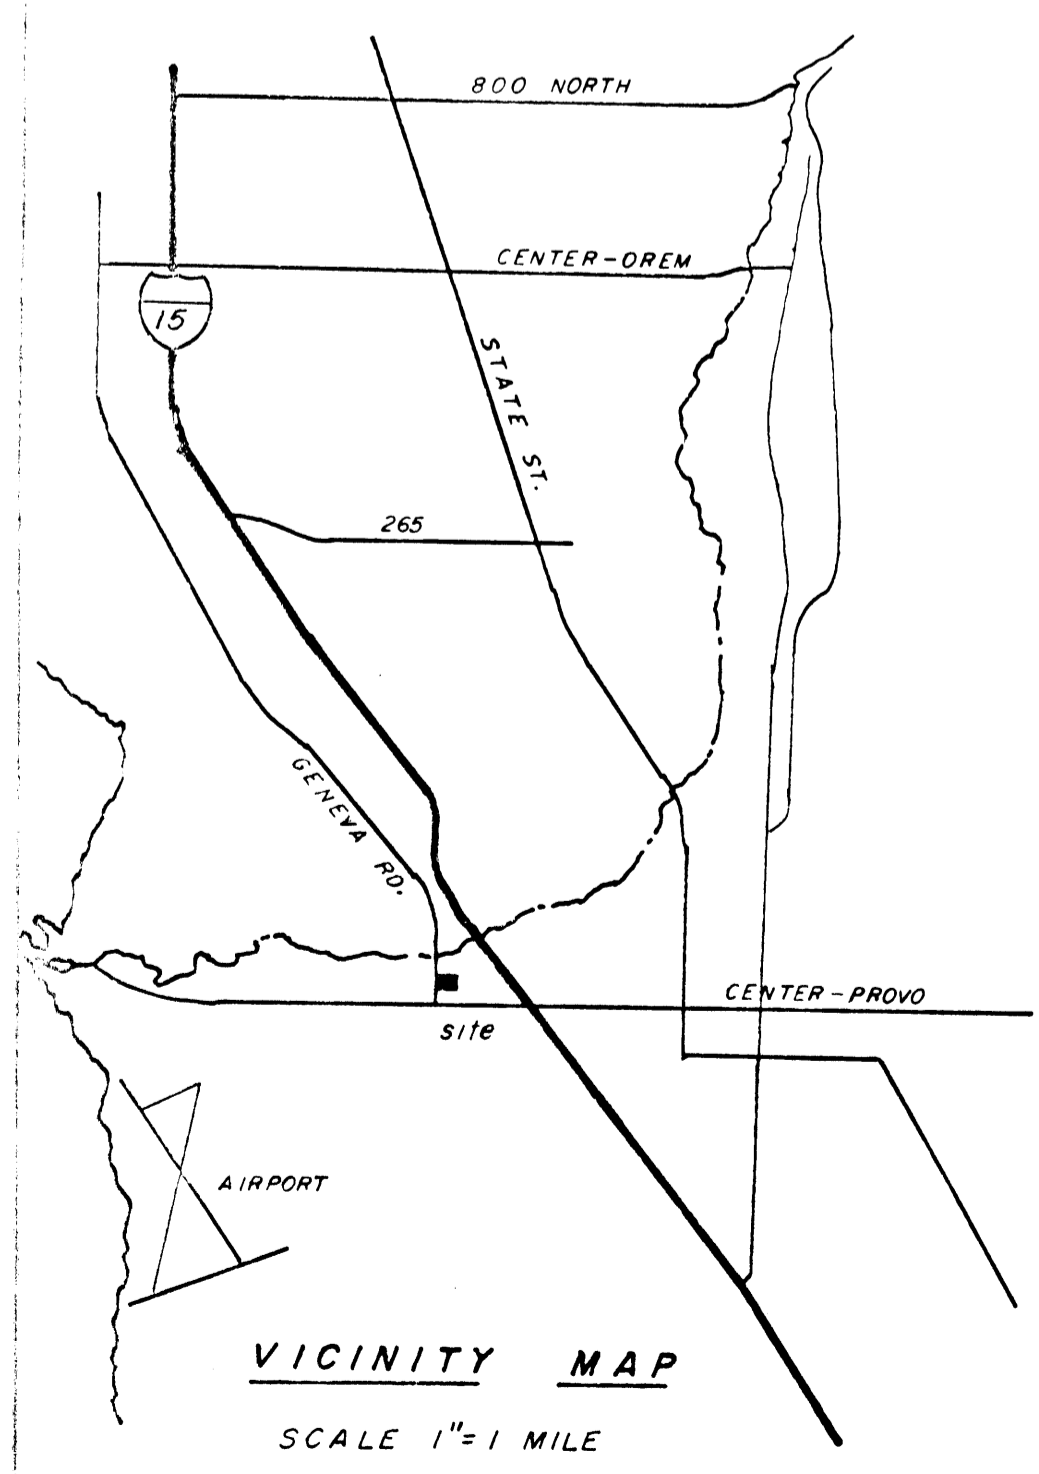 800 NORTH
CENTER-OREM
15
STATE ST.
265
GENEVA RD.
CENTER-PROVO
site
AIRPORT
VICINITY MAP
SCALE 1"=1 MILE